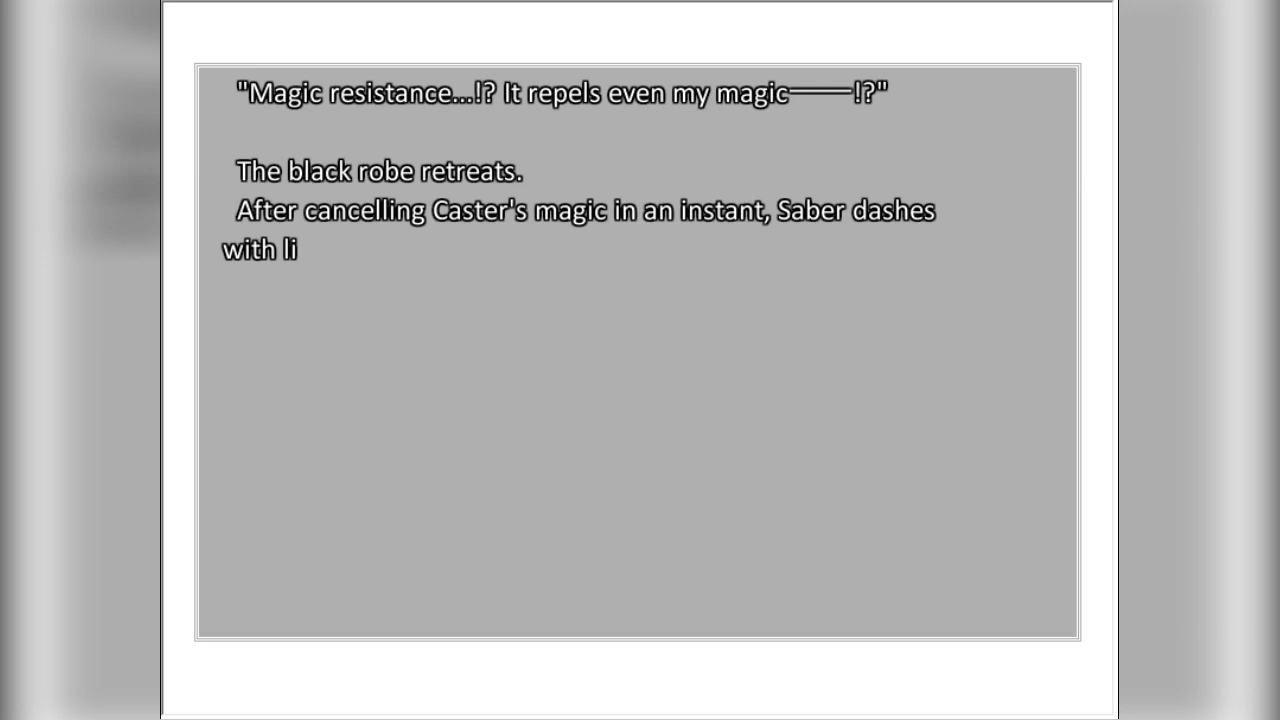 "Magic resistance...!? It repels even my magic――!?"
The black robe retreats.
After cancelling Caster's magic in an instant, Saber dashes
with li